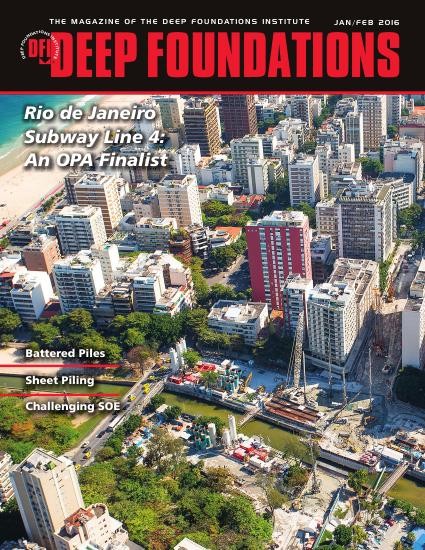 THE MAGAZINE OF THE DEEP FOUNDATIONS INSTITUTE
JAN/FEB 2016
DFI
DEEP FOUNDATIONS
Rio de Janeiro
Subway Line 4:
An OPA Finalist
Battered Piles
Sheet Piling
Challenging SOE